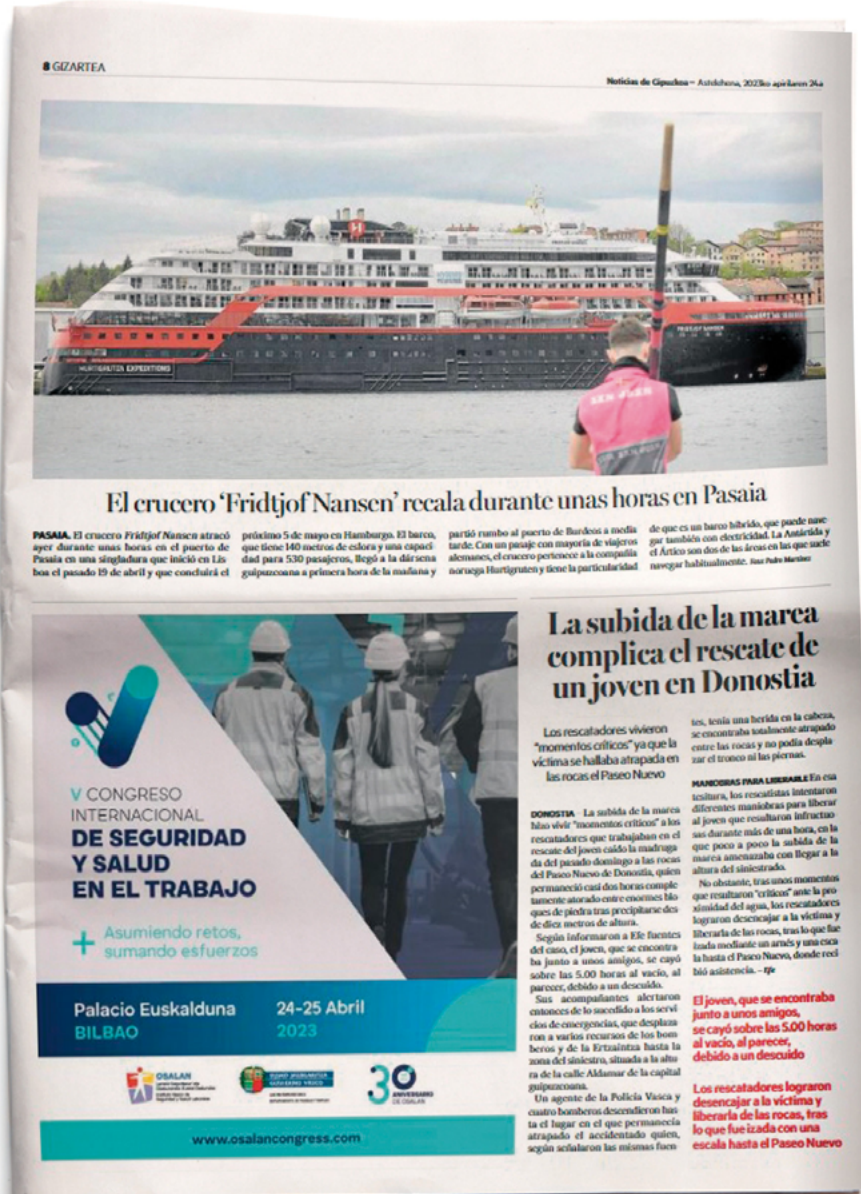 8 GIZARTEA
Noticias de Gipuzkoa – Astelehena, 2023ko apirilaren 24a
HURTIGRUTEN EXPEDITIONS
FRIDTJOF NANSEN
El crucero ‘Fridtjof Nansen’ recala durante unas horas en Pasaia
PASAIA. El crucero Fridtjof Nansen atracó
ayer durante unas horas en el puerto de
Pasaia en una singladura que inició en Lis
boa el pasado 19 de abril y que concluirá el
próximo 5 de mayo en Hamburgo. El barco,
que tiene 140 metros de eslora y una capaci
dad para 530 pasajeros, llegó a la dársena
guipuzcoana a primera hora de la mañana y
partió rumbo al puerto de Burdeos a media
tarde. Con un pasaje con mayoría de viajeros
alemanes, el crucero pertenece a la compañía
noruega Hurtigruten y tiene la particularidad
de que es un barco híbrido, que puede nave
gar también con electricidad. La Antártida y
el Ártico son dos de las áreas en las que suele
navegar habitualmente. Foto: Pedro Martínez
V CONGRESO
INTERNACIONAL
DE SEGURIDAD
Y SALUD
EN EL TRABAJO
+ Asumiendo retos,
sumando esfuerzos
Palacio Euskalduna
BILBAO
24-25 Abril
2023
OSALAN
EUSKO JAURLARITZA
GOBIERNO VASCO
30
ANIVERSARIO
DE OSALAN
www.osalancongress.com
La subida de la marea
complica el rescate de
un joven en Donostia
Los rescatadores vivieron
“momentos críticos” ya que la
víctima se hallaba atrapada en
las rocas el Paseo Nuevo
DONOSTIA – La subida de la marea
hizo vivir “momentos críticos” a los
rescatadores que trabajaban en el
rescate del joven caído la madruga
da del pasado domingo a las rocas
del Paseo Nuevo de Donostia, quien
permaneció casi dos horas comple
tamente atorado entre enormes blo
ques de piedra tras precipitarse des
de diez metros de altura.
Según informaron a Efe fuentes
del caso, el joven, que se encontra
ba junto a unos amigos, se cayó
sobre las 5.00 horas al vacío, al
parecer, debido a un descuido.
Sus acompañantes alertaron
entonces de lo sucedido a los servi
cios de emergencias, que desplaza
ron a varios recursos de los bom
beros y de la Ertzaintza hasta la
zona del siniestro, situada a la altu
ra de la calle Aldamar de la capital
guipuzcoana.
Un agente de la Policía Vasca y
cuatro bomberos descendieron has
ta el lugar en el que permanecía
atrapado el accidentado quien,
según señalaron las mismas fuen
tes, tenía una herida en la cabeza,
se encontraba totalmente atrapado
entre las rocas y no podía despla
zar el tronco ni las piernas.
MANIOBRAS PARA LIBERARLE En esa
tesitura, los rescatistas intentaron
diferentes maniobras para liberar
al joven que resultaron infructuo
sas durante más de una hora, en la
que poco a poco la subida de la
marea amenazaba con llegar a la
altura del siniestrado.
No obstante, tras unos momentos
que resultaron “críticos” ante la pro
ximidad del agua, los rescatadores
lograron desencajar a la víctima y
liberarla de las rocas, tras lo que fue
izada mediante un arnés y una esca
la hasta el Paseo Nuevo, donde reci
bió asistencia. – Efe
El joven, que se encontraba
junto a unos amigos,
se cayó sobre las 5.00 horas
al vacío, al parecer,
debido a un descuido
Los rescatadores lograron
desencajar a la víctima y
liberarla de las rocas, tras
lo que fue izada con una
escala hasta el Paseo Nuevo